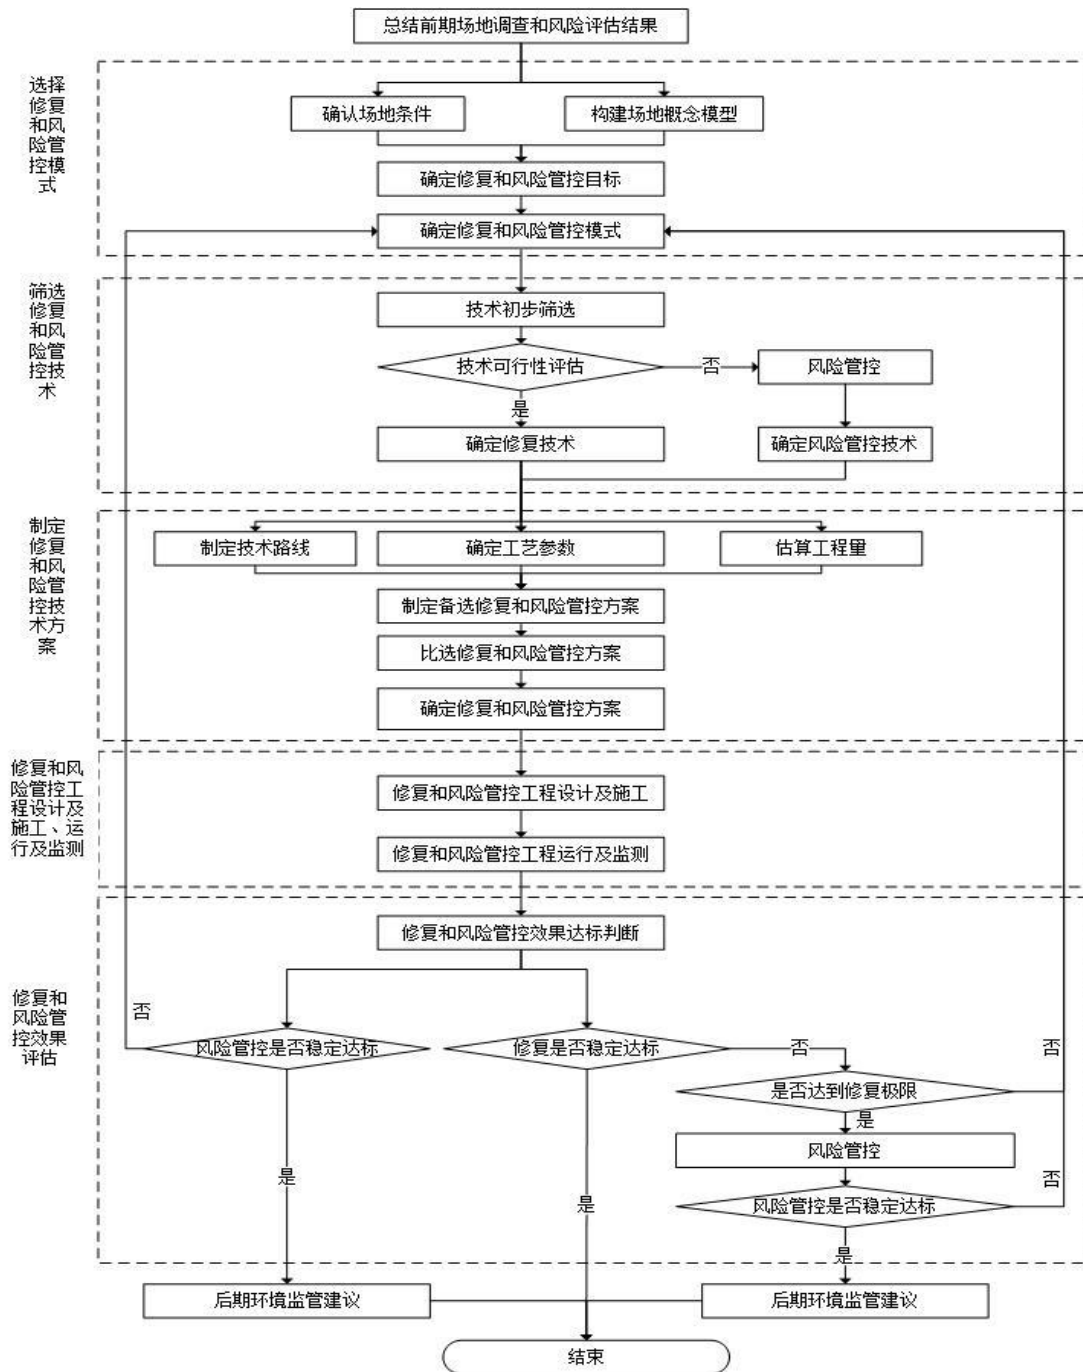 总结前期场地调查和风险评估结果
选择
修复
和风
险管
控模
式
确认场地条件
构建场地概念模型
确定修复和风险管控目标
确定修复和风险管控模式
筛选
修复
和风
险管
控技
术
技术初步筛选
技术可行性评估
否
风险管控
是
确定修复技术
确定风险管控技术
制定
修复
和风
险管
控技
术方
案
制定技术路线
确定工艺参数
估算工程量
制定备选修复和风险管控方案
比选修复和风险管控方案
确定修复和风险管控方案
修复和风
险管控工
程设计及
施工、运
行及监测
修复和风险管控工程设计及施工
修复和风险管控工程运行及监测
修复和
风险管
控效果
评估
修复和风险管控效果达标判断
否
风险管控是否稳定达标
修复是否稳定达标
否
否
是否达到修复极限
是
风险管控
是
是
否
风险管控是否稳定达标
是
后期环境监管建议
后期环境监管建议
结束